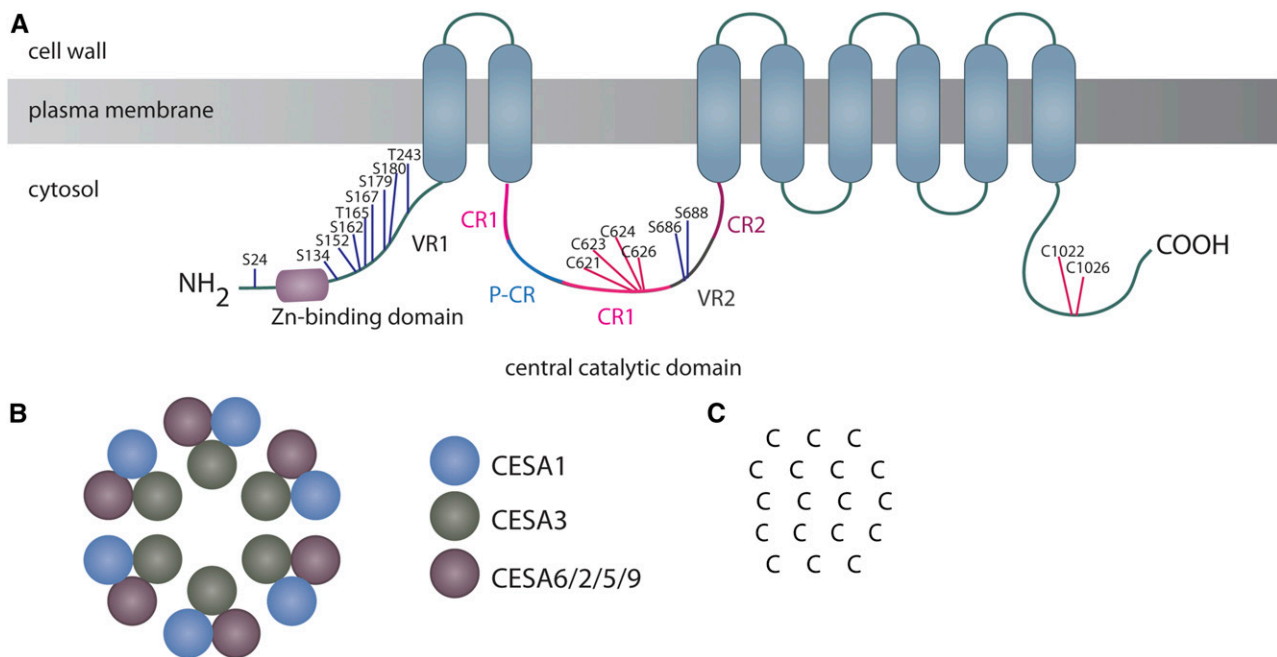 A
cell wall
plasma membrane
cytosol
T243
S180
S179
S167
T165
S162
S152
S134
S24
NH2
VR1
Zn-binding domain
CR1
P-CR
C624
C623
C626
C621
CR1
S688
S686
CR2
VR2
central catalytic domain
C1022
C1026
COOH
B
CESA1
CESA3
CESA6/2/5/9
C
C C C
C C C C
C C C C
C C C C
C C C